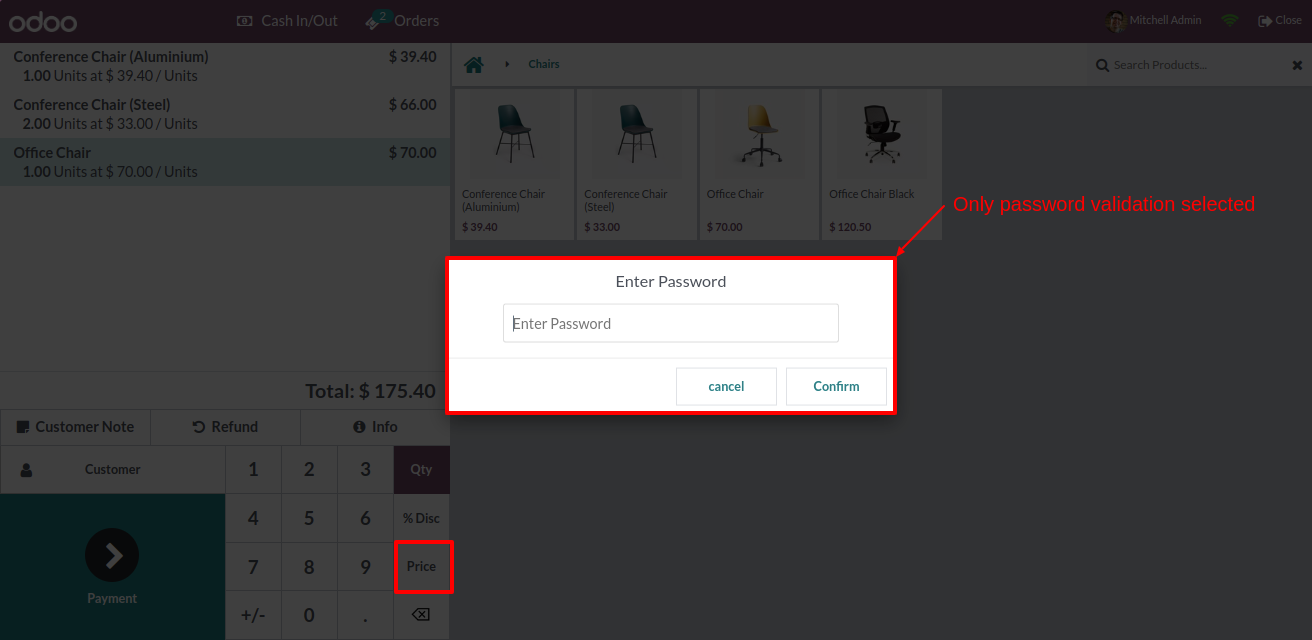 odoo
Cash In/Out
2
Orders
Mitchell Admin
Close
Conference Chair (Aluminium) $ 39.40
1.00 Units at $ 39.40 / Units
Conference Chair (Steel) $ 66.00
2.00 Units at $ 33.00 / Units
Office Chair $ 70.00
1.00 Units at $ 70.00 / Units
Chairs
Search Products...
Conference Chair
(Aluminium)
$ 39.40
Conference Chair
(Steel)
$ 33.00
Office Chair
$ 70.00
Office Chair Black
$ 120.50
Only password validation selected
Enter Password
Enter Password
cancel
Confirm
Total: $ 175.40
Customer Note
Refund
Info
Customer
1 2 3 Qty
4 5 6 % Disc
7 8 9 Price
+/- 0 .
Payment